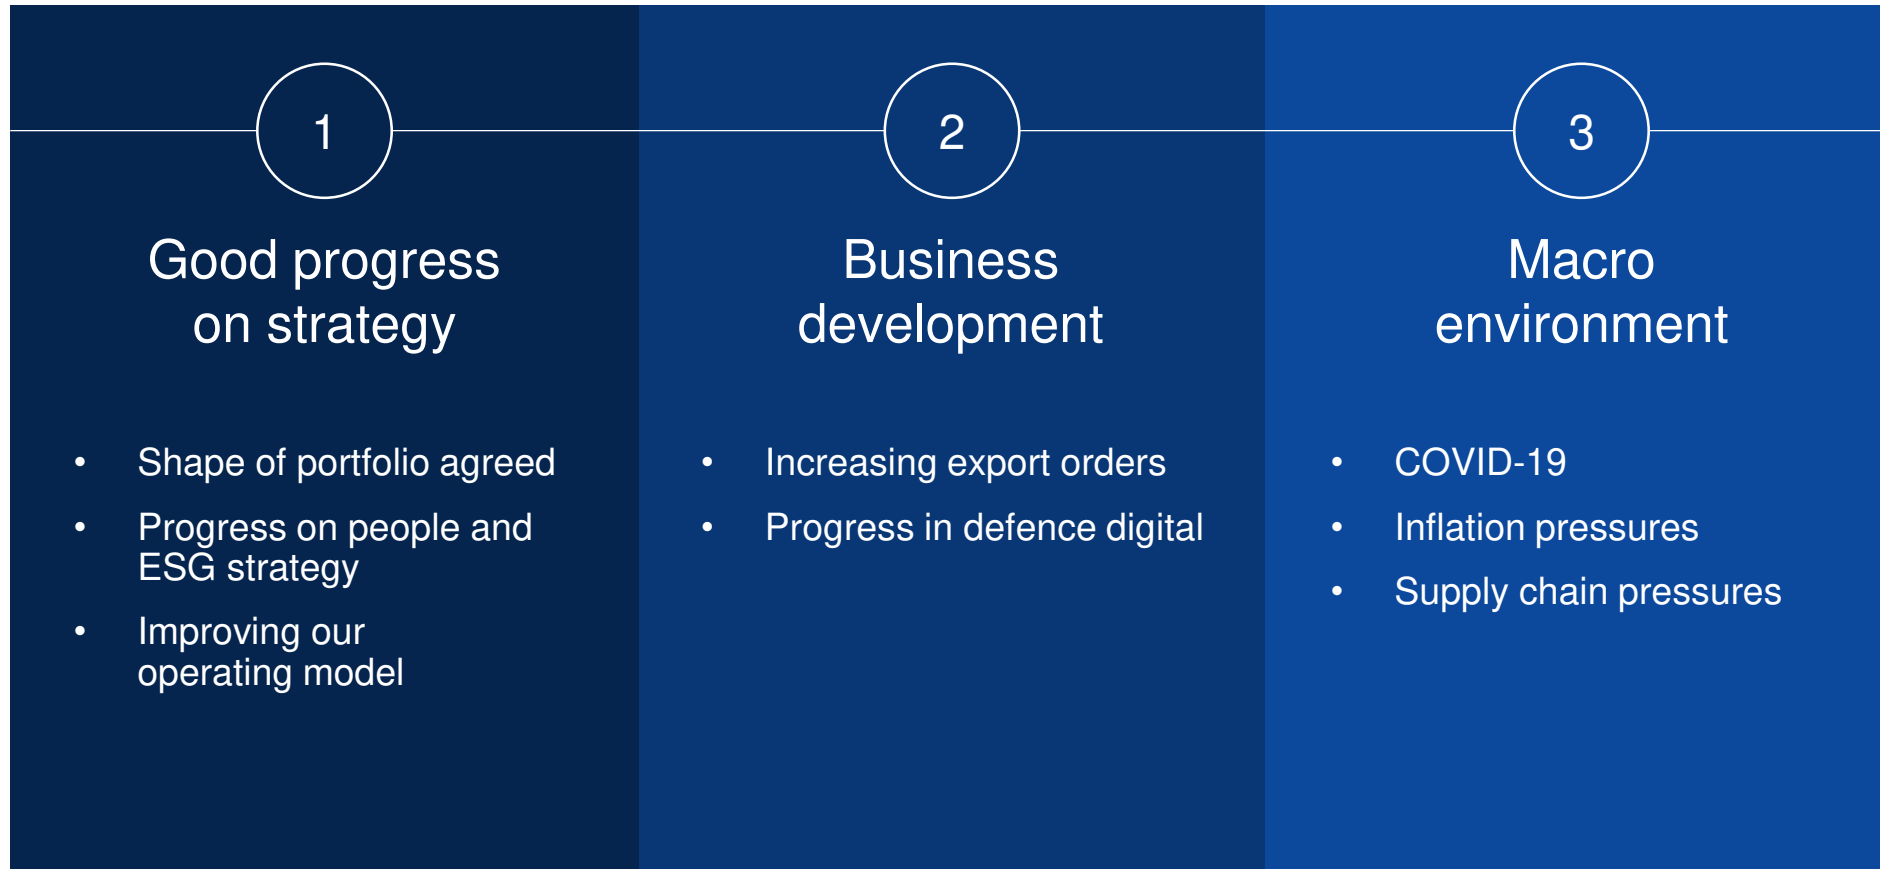 1
Good progress
on strategy
• Shape of portfolio agreed
• Progress on people and
ESG strategy
• Improving our
operating model
2
Business
development
• Increasing export orders
• Progress in defence digital
3
Macro
environment
• COVID-19
• Inflation pressures
• Supply chain pressures